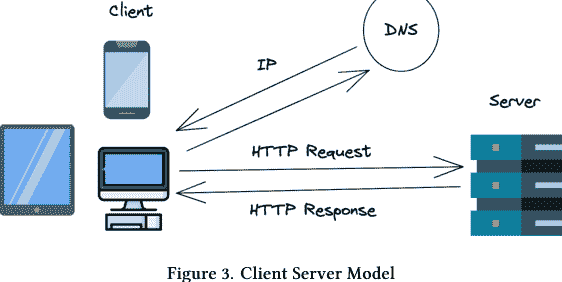 Client
DNS
IP
Server
HTTP Request
HTTP Response
Figure 3. Client Server Model